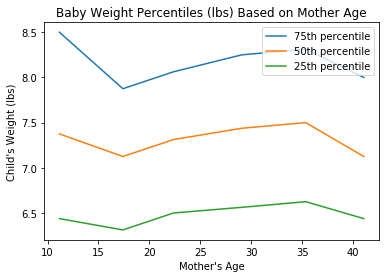 Baby Weight Percentiles (lbs) Based on Mother Age
75th percentile
50th percentile
25th percentile
8.5
8.0
7.5
7.0
6.5
Child's Weight (lbs)
10 15 20 25 30 35 40
Mother's Age